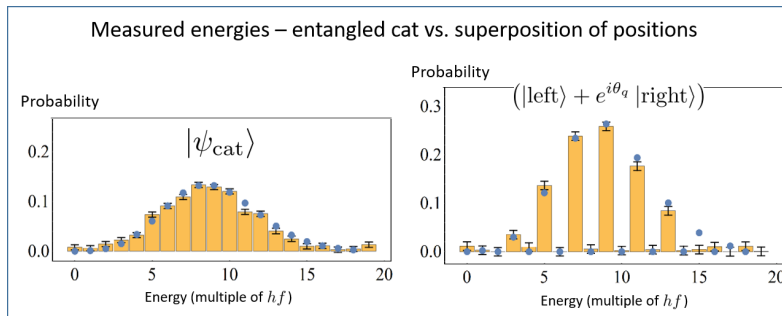 Measured energies – entangled cat vs. superposition of positions
Probability
|ψcat⟩
0.2
0.1
0.0
0 5 10 15 20
Energy (multiple of hf)
Probability
(|left⟩ + e^{iθ_q} |right⟩)
0.3
0.2
0.1
0.0
0 5 10 15 20
Energy (multiple of hf)